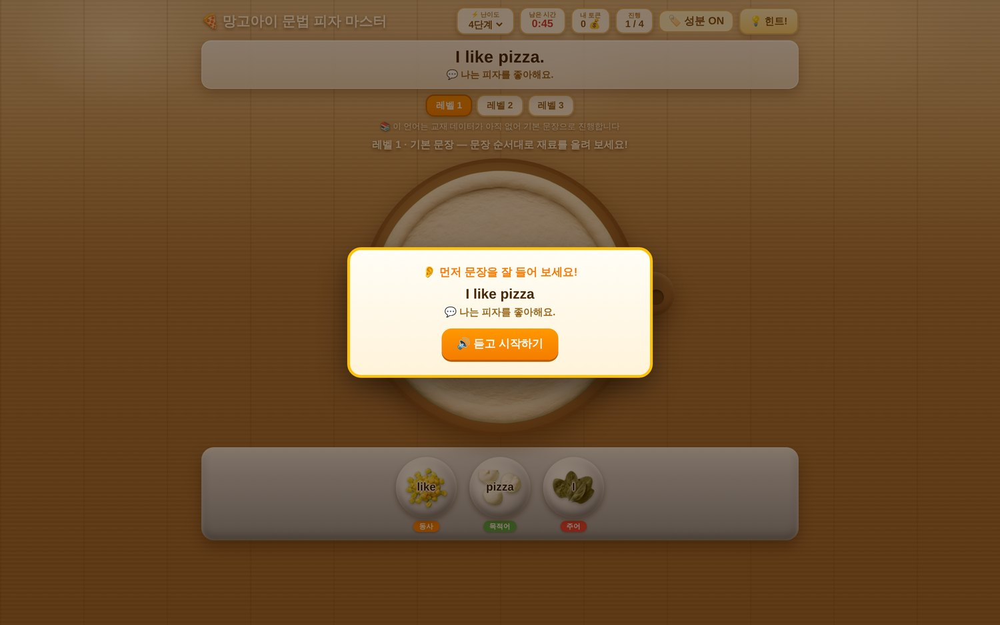 🍕 망고아이 문법 피자 마스터
⚡ 난이도
4단계
남은 시간
0:45
내 토큰
0 💰
진행
1 / 4
🏷️ 성분 ON
💡 힌트!
I like pizza.
💬 나는 피자를 좋아해요.
레벨 1
레벨 2
레벨 3
📚 이 언어는 교재 데이터가 아직 없어 기본 문장으로 진행합니다
레벨 1 · 기본 문장 — 문장 순서대로 재료를 올려 보세요!
👂 먼저 문장을 잘 들어 보세요!
I like pizza
💬 나는 피자를 좋아해요.
🔊 듣고 시작하기
like
pizza
I
동사
목적어
주어